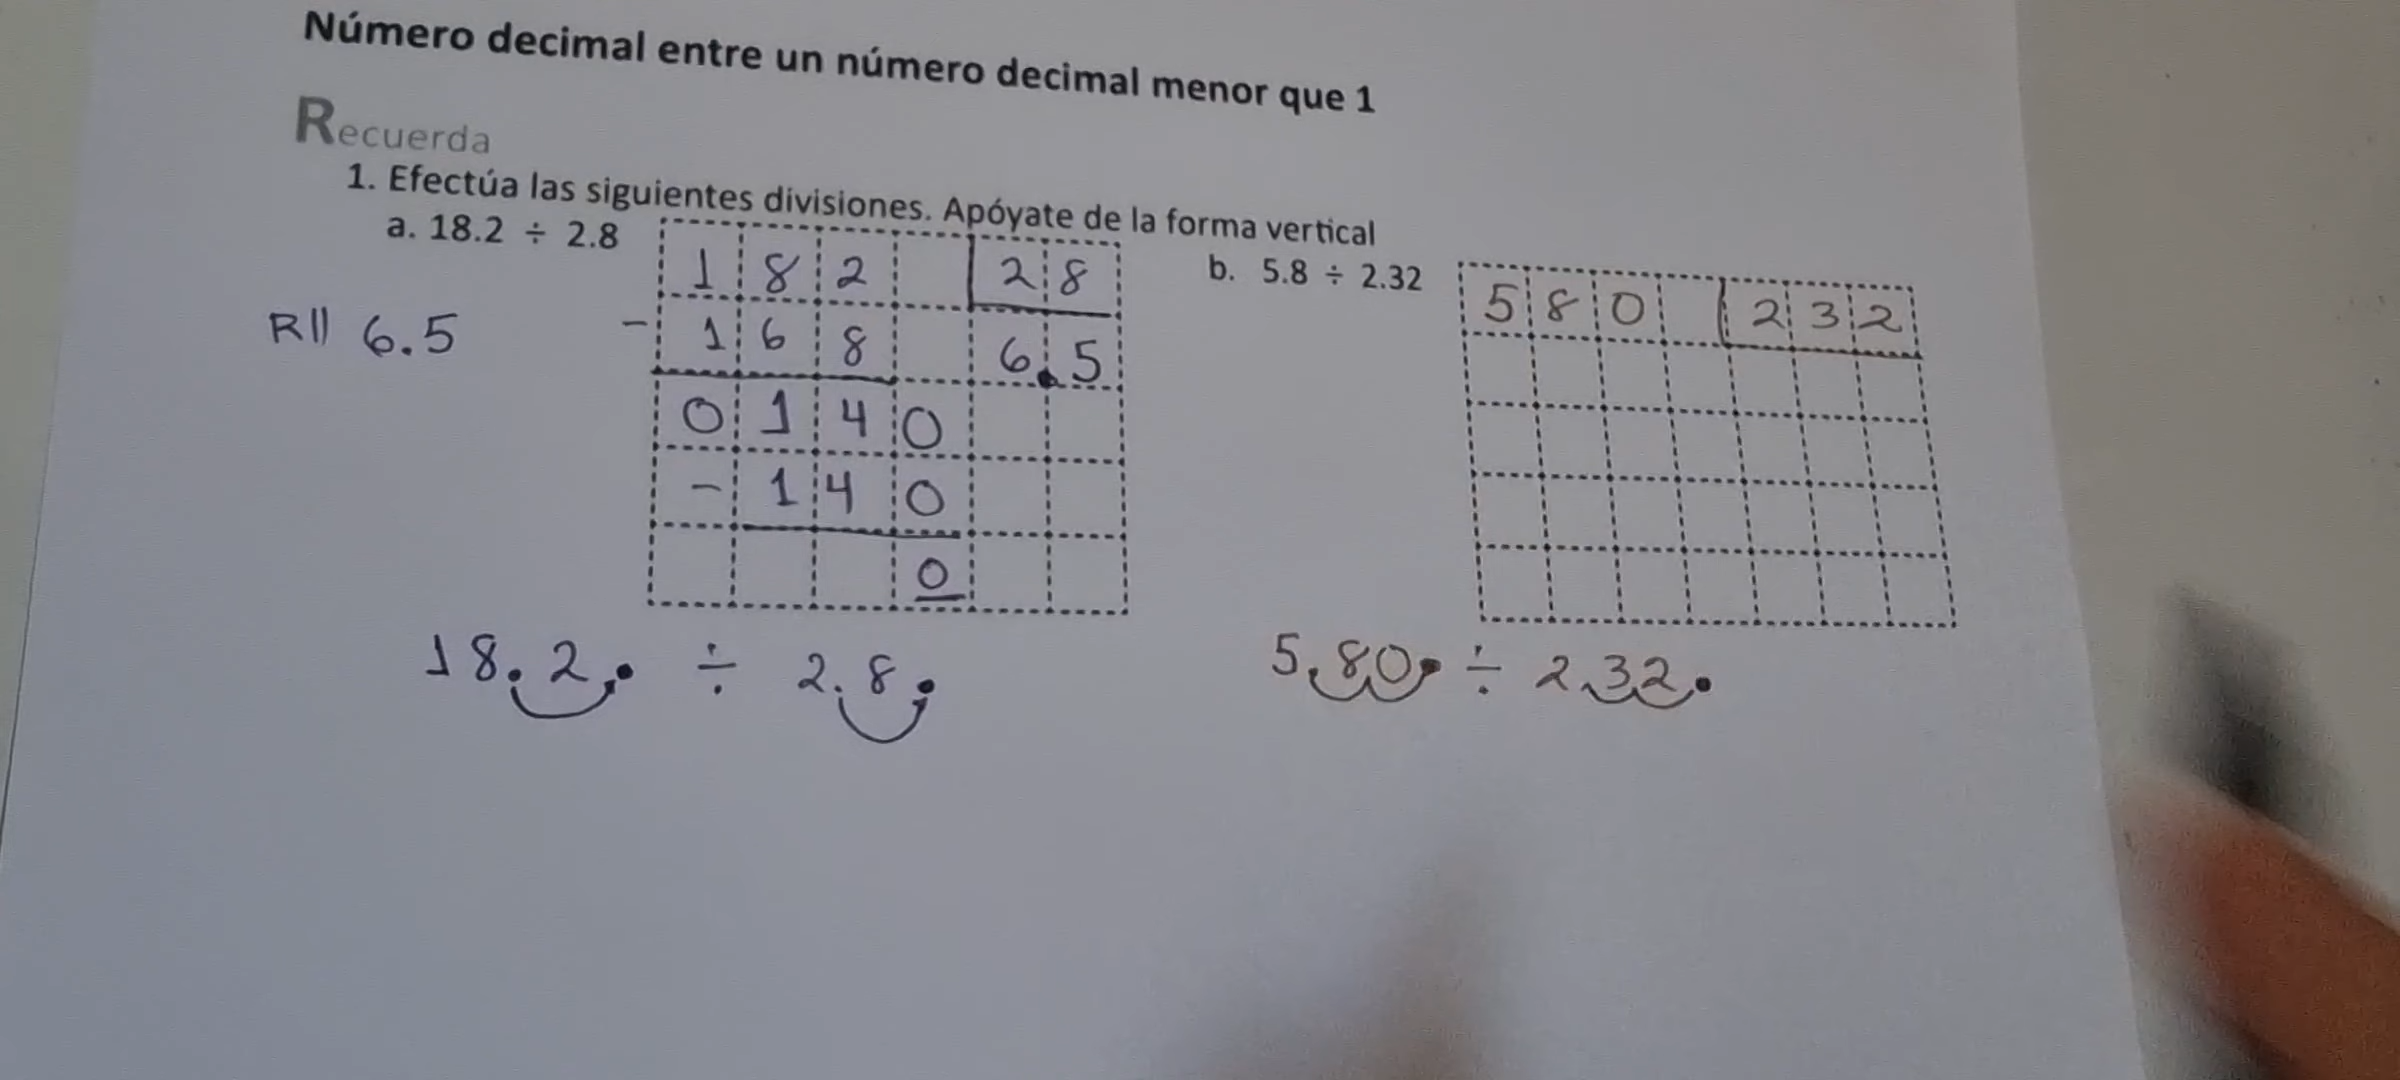 Número decimal entre un número decimal menor que 1
Recuerda
1. Efectúa las siguientes divisiones. Apóyate de la forma vertical
a. 18.2 ÷ 2.8
1 8 2 2 8
- 1 6 8 6.5
0 1 4 0
- 1 4 0
0
R// 6.5
18.2. ÷ 2.8.
b. 5.8 ÷ 2.32
5 8 0 2 3 2
5.80. ÷ 2.32.